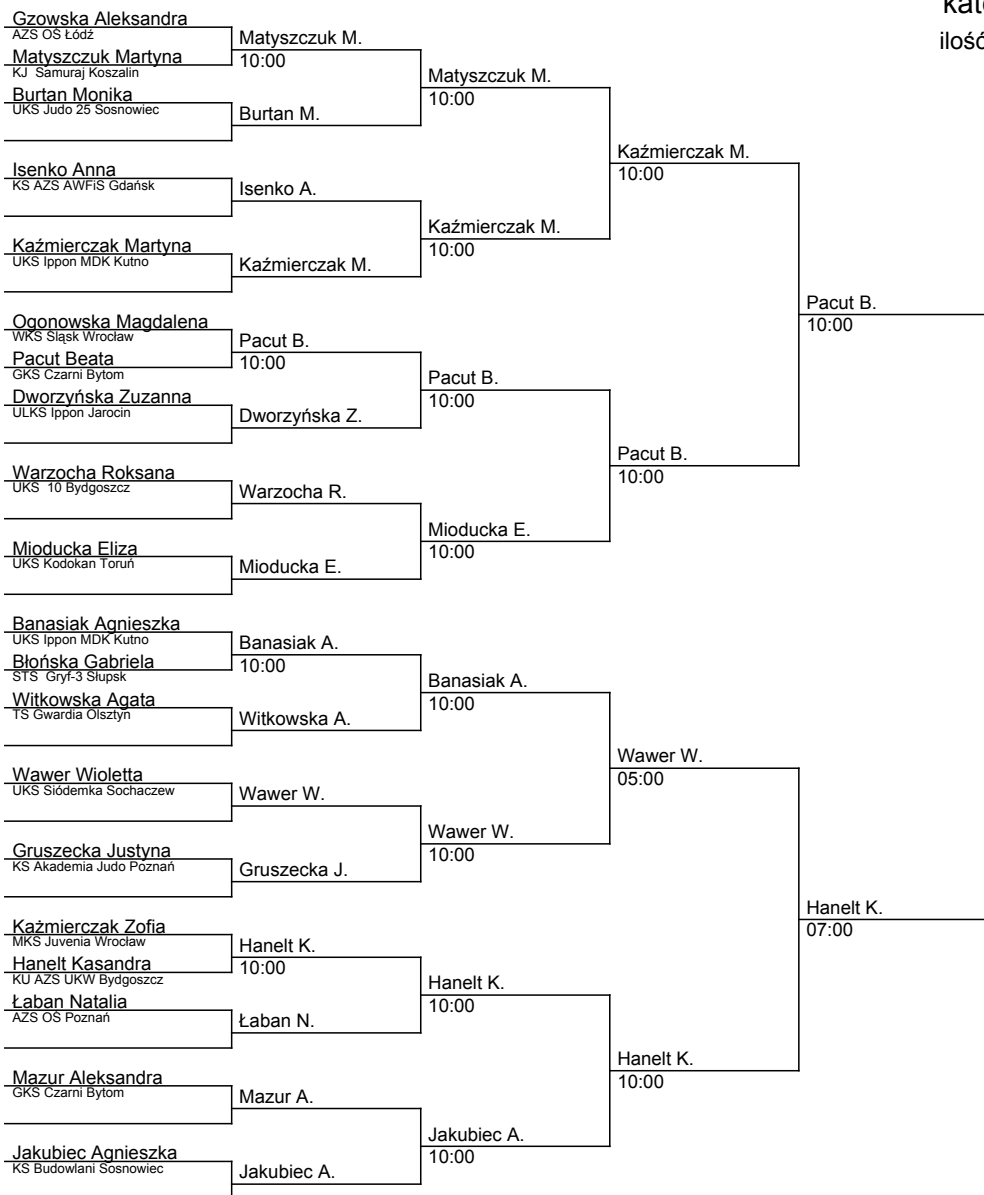 kat
ilość
Gzowska Aleksandra
AZS OŚ Łódź
Matyszczuk M.
10:00
Matyszczuk Martyna
KJ Samuraj Koszalin
Matyszczuk M.
10:00
Burtan Monika
UKS Judo 25 Sosnowiec
Burtan M.
Kaźmierczak M.
10:00
Isenko Anna
KS AZS AWFiS Gdańsk
Isenko A.
Kaźmierczak M.
10:00
Kaźmierczak Martyna
UKS Ippon MDK Kutno
Kaźmierczak M.
Pacut B.
10:00
Ogonowska Magdalena
WKS Śląsk Wrocław
Pacut B.
10:00
Pacut Beata
GKS Czarni Bytom
Pacut B.
10:00
Dworzyńska Zuzanna
ULKS Ippon Jarocin
Dworzyńska Z.
Pacut B.
10:00
Warzocha Roksana
UKS 10 Bydgoszcz
Warzocha R.
Mioducka E.
10:00
Mioducka Eliza
UKS Kodokan Toruń
Mioducka E.
Banasiak Agnieszka
UKS Ippon MDK Kutno
Banasiak A.
10:00
Błońska Gabriela
STS Gryf-3 Słupsk
Banasiak A.
10:00
Witkowska Agata
TS Gwardia Olsztyn
Witkowska A.
Wawer W.
05:00
Wawer Wioletta
UKS Siódemka Sochaczew
Wawer W.
Wawer W.
10:00
Gruszecka Justyna
KS Akademia Judo Poznań
Gruszecka J.
Hanelt K.
07:00
Każmierczak Zofia
MKS Juvenia Wrocław
Hanelt K.
10:00
Hanelt Kasandra
KU AZS UKW Bydgoszcz
Hanelt K.
10:00
Łaban Natalia
AZS OŚ Poznań
Łaban N.
Hanelt K.
10:00
Mazur Aleksandra
GKS Czarni Bytom
Mazur A.
Jakubiec A.
10:00
Jakubiec Agnieszka
KS Budowlani Sosnowiec
Jakubiec A.